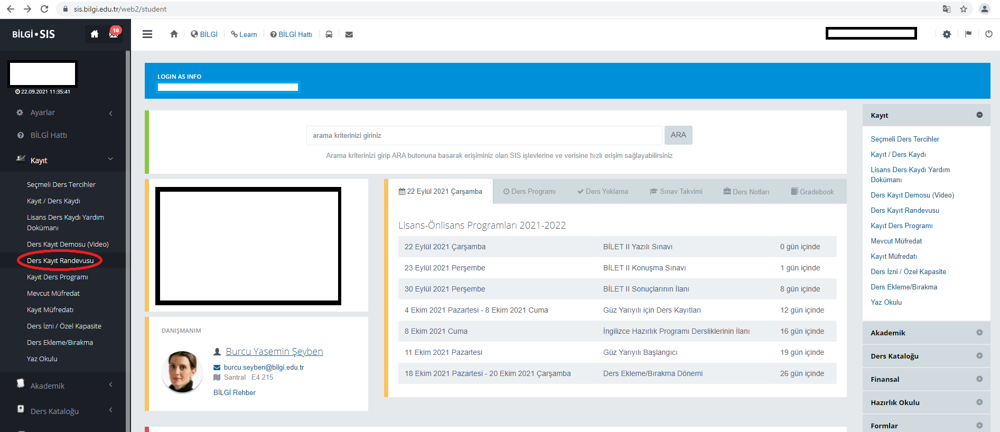 sis.bilgi.edu.tr/web2/student
BİLGİ • SIS
10
BİLGİ
Learn
BİLGİ Hattı
22.09.2021 11:35:41
Ayarlar
BİLGİ Hattı
Kayıt
Seçmeli Ders Tercihler
Kayıt / Ders Kaydı
Lisans Ders Kaydı Yardım
Dokümanı
Ders Kayıt Demosu (Video)
Ders Kayıt Randevusu
Kayıt Ders Programı
Mevcut Müfredat
Kayıt Müfredatı
Ders İzni / Özel Kapasite
Ders Ekleme/Bırakma
Yaz Okulu
Akademik
Ders Kataloğu
LOGIN AS INFO
arama kriterinizi giriniz
ARA
Arama kriterinizi girip ARA butonuna basarak erişiminiz olan SIS işlevlerine ve verisine hızlı erişim sağlayabilirsiniz
DANIŞMANIM
Burcu Yasemin Şeyben
burcu.seyben@bilgi.edu.tr
Santral E4 215
BİLGİ Rehber
22 Eylül 2021 Çarşamba
Ders Programı
Ders Yoklama
Sınav Takvimi
Ders Notları
Gradebook
Lisans-Önlisans Programları 2021-2022
22 Eylül 2021 Çarşamba BİLET II Yazılı Sınavı 0 gün içinde
23 Eylül 2021 Perşembe BİLET II Konuşma Sınavı 1 gün içinde
30 Eylül 2021 Perşembe BİLET II Sonuçlarının İlanı 8 gün içinde
4 Ekim 2021 Pazartesi - 8 Ekim 2021 Cuma Güz Yarıyılı için Ders Kayıtları 12 gün içinde
8 Ekim 2021 Cuma İngilizce Hazırlık Programı Dersliklerinin İlanı 16 gün içinde
11 Ekim 2021 Pazartesi Güz Yarıyılı Başlangıcı 19 gün içinde
18 Ekim 2021 Pazartesi - 20 Ekim 2021 Çarşamba Ders Ekleme/Bırakma Dönemi 26 gün içinde
Kayıt
Seçmeli Ders Tercihler
Kayıt / Ders Kaydı
Lisans Ders Kaydı Yardım
Dokümanı
Ders Kayıt Demosu (Video)
Ders Kayıt Randevusu
Kayıt Ders Programı
Mevcut Müfredat
Kayıt Müfredatı
Ders İzni / Özel Kapasite
Ders Ekleme/Bırakma
Yaz Okulu
Akademik
Ders Kataloğu
Finansal
Hazırlık Okulu
Formlar